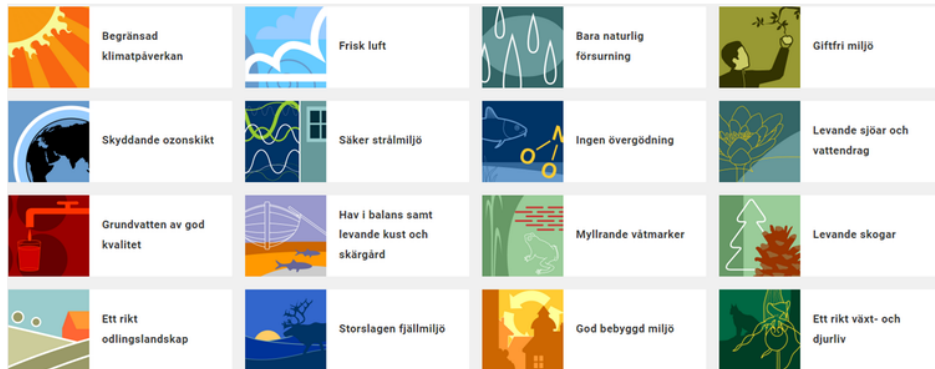 Begränsad
klimatpåverkan
Frisk luft
Bara naturlig
försurning
Giftfri miljö
Skyddande ozonskikt
Säker strålmiljö
N
O
O
Ingen övergödning
Levande sjöar och
vattendrag
Grundvatten av god
kvalitet
Hav i balans samt
levande kust och
skärgård
Myllrande våtmarker
Levande skogar
Ett rikt
odlingslandskap
Storslagen fjällmiljö
God bebyggd miljö
Ett rikt växt- och
djurliv